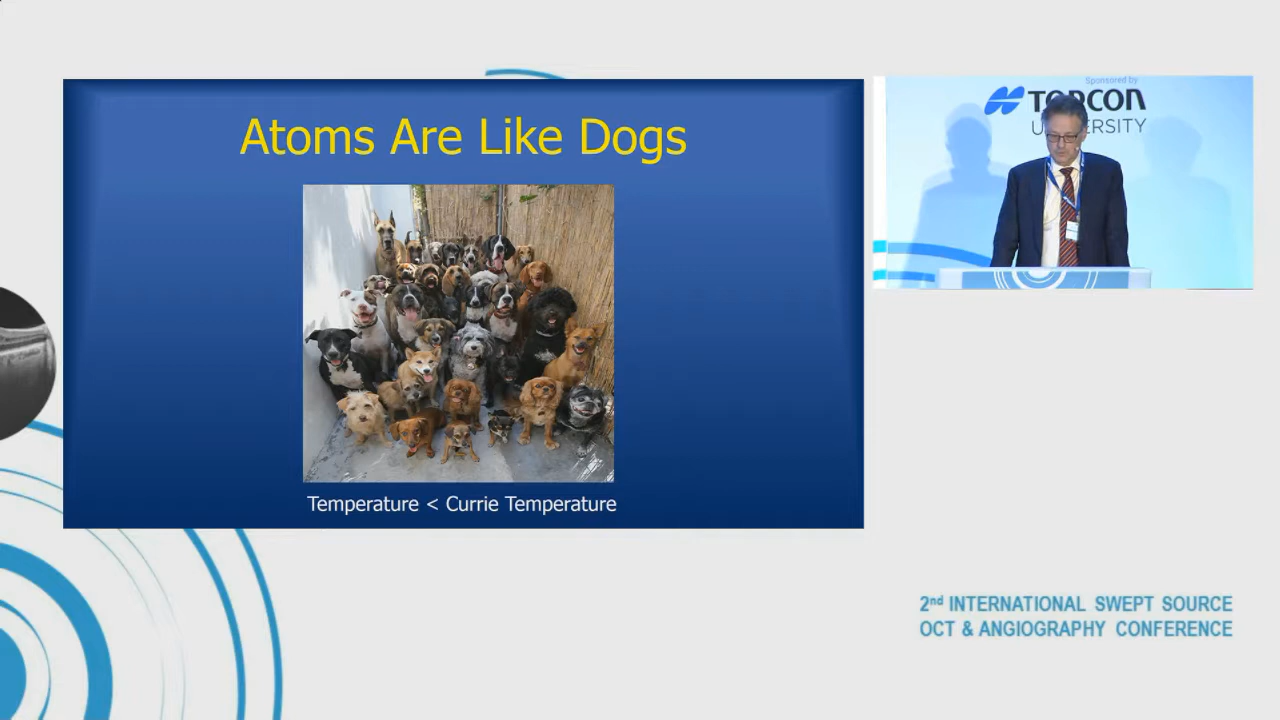 Atoms Are Like Dogs
Temperature < Currie Temperature
Sponsored by
TOPCON
UNIVERSITY
2nd INTERNATIONAL SWEPT SOURCE
OCT & ANGIOGRAPHY CONFERENCE